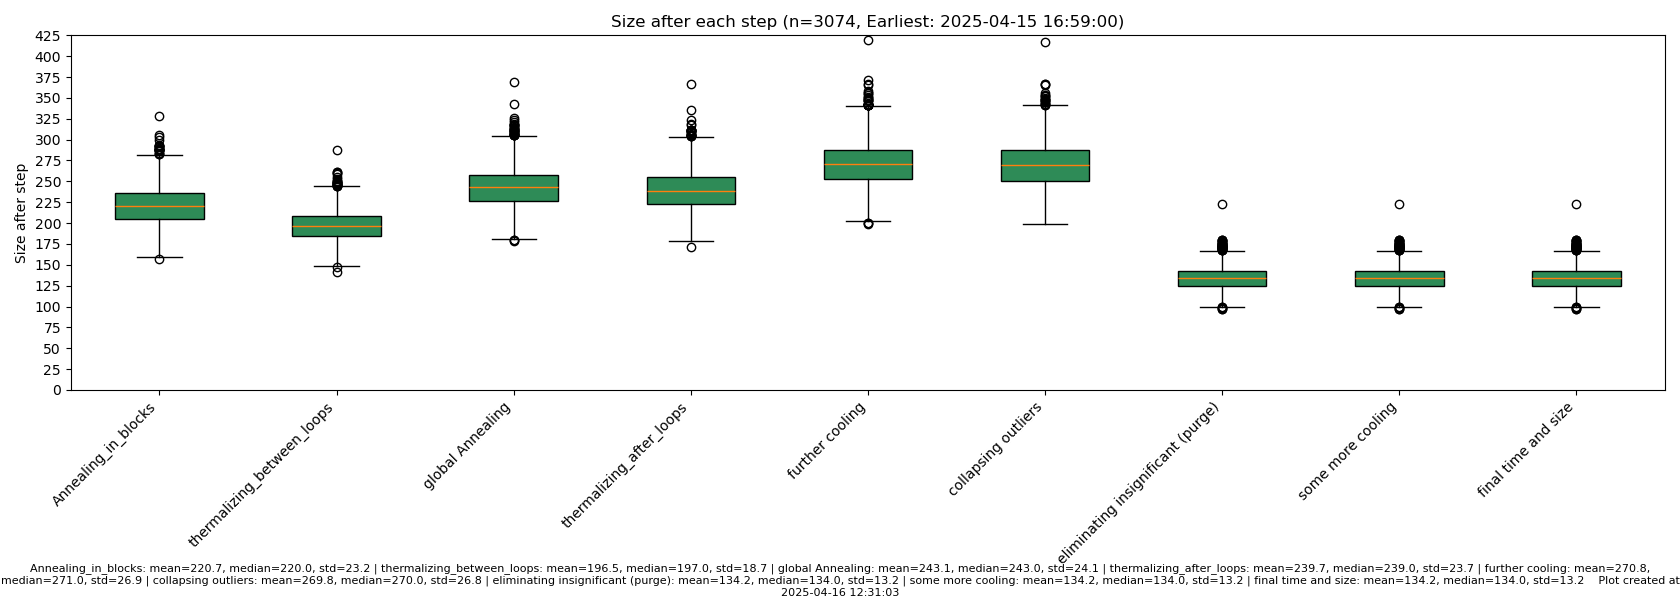 Size after each step (n=3074, Earliest: 2025-04-15 16:59:00)
425
400
375
350
325
300
275
250
225
200
175
150
125
100
75
50
25
0
Size after step
Annealing_in_blocks
thermalizing_between_loops
global Annealing
thermalizing_after_loops
further cooling
collapsing outliers
eliminating insignificant (purge)
some more cooling
final time and size
Annealing_in_blocks: mean=220.7, median=220.0, std=23.2 | thermalizing_between_loops: mean=196.5, median=197.0, std=18.7 | global Annealing: mean=243.1, median=243.0, std=24.1 | thermalizing_after_loops: mean=239.7, median=239.0, std=23.7 | further cooling: mean=270.8,
median=271.0, std=26.9 | collapsing outliers: mean=269.8, median=270.0, std=26.8 | eliminating insignificant (purge): mean=134.2, median=134.0, std=13.2 | some more cooling: mean=134.2, median=134.0, std=13.2 | final time and size: mean=134.2, median=134.0, std=13.2 Plot created at
2025-04-16 12:31:03